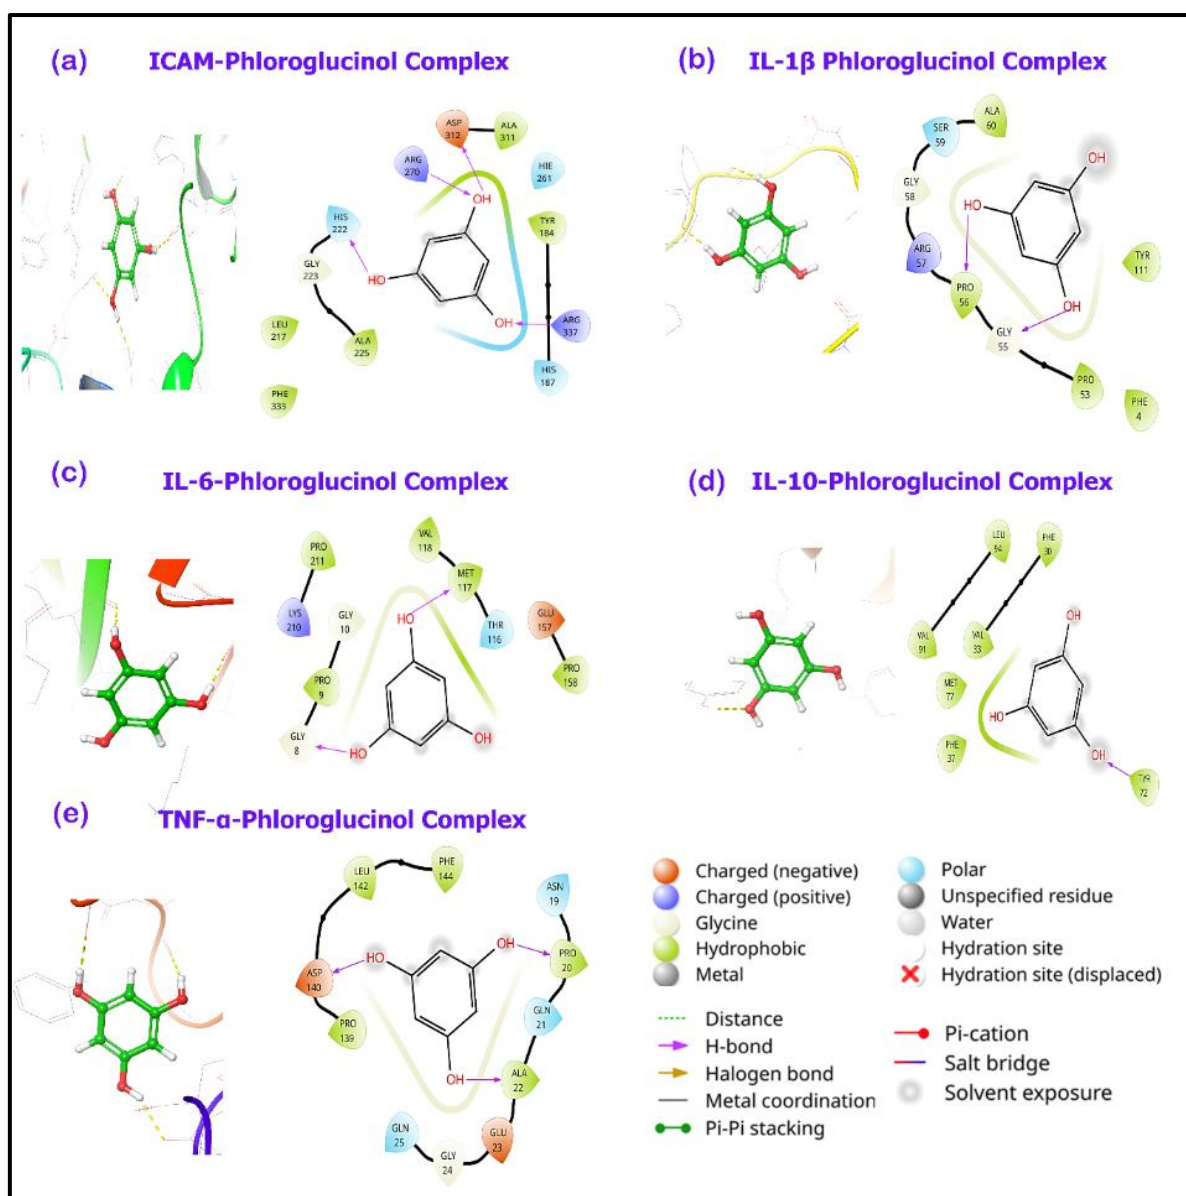 (a)
ICAM-Phloroglucinol Complex
ASP
312
ALA
311
ARG
270
HIE
261
OH
HIS
222
TYR
184
GLY
223
HO
OH
ARG
337
LEU
217
ALA
225
HIS
187
PHE
333
(b)
IL-1β Phloroglucinol Complex
ALA
60
SER
59
OH
GLY
58
HO
ARG
57
TYR
111
PRO
56
OH
GLY
55
PRO
53
PHE
4
(c)
IL-6-Phloroglucinol Complex
VAL
118
PRO
211
MET
117
LYS
210
GLY
10
HO
THR
116
GLU
157
PRO
9
PRO
158
GLY
8
HO
OH
(d)
IL-10-Phloroglucinol Complex
LEU
94
PHE
30
OH
VAL
91
VAL
33
MET
77
HO
PHE
37
OH
TYR
72
(e)
TNF-α-Phloroglucinol Complex
LEU
142
PHE
144
ASN
19
HO
OH
ASP
140
PRO
20
PRO
139
GLN
21
OH
ALA
22
GLN
25
GLU
23
GLY
24
Charged (negative)
Charged (positive)
Glycine
Hydrophobic
Metal
Polar
Unspecified residue
Water
Hydration site
Hydration site (displaced)
Distance
H-bond
Halogen bond
Metal coordination
Pi-Pi stacking
Pi-cation
Salt bridge
Solvent exposure